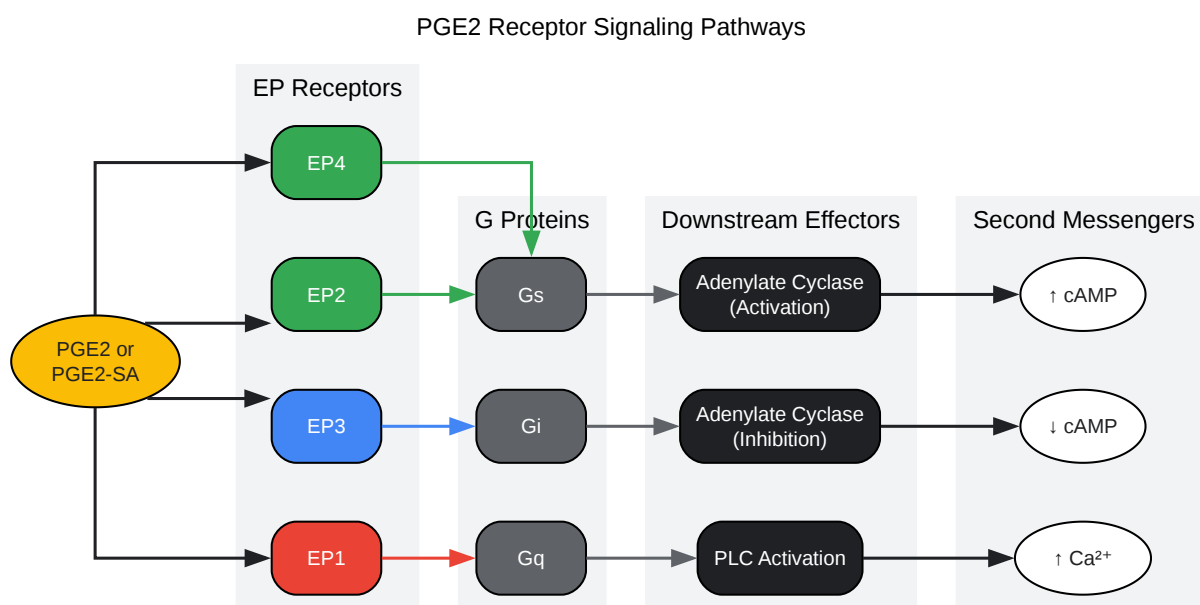 PGE2 Receptor Signaling Pathways
EP Receptors
EP4
G Proteins
Downstream Effectors
Second Messengers
EP2
Gs
Adenylate Cyclase
(Activation)
↑ cAMP
PGE2 or
PGE2-SA
EP3
Gi
Adenylate Cyclase
(Inhibition)
↓ cAMP
EP1
Gq
PLC Activation
↑ Ca²⁺